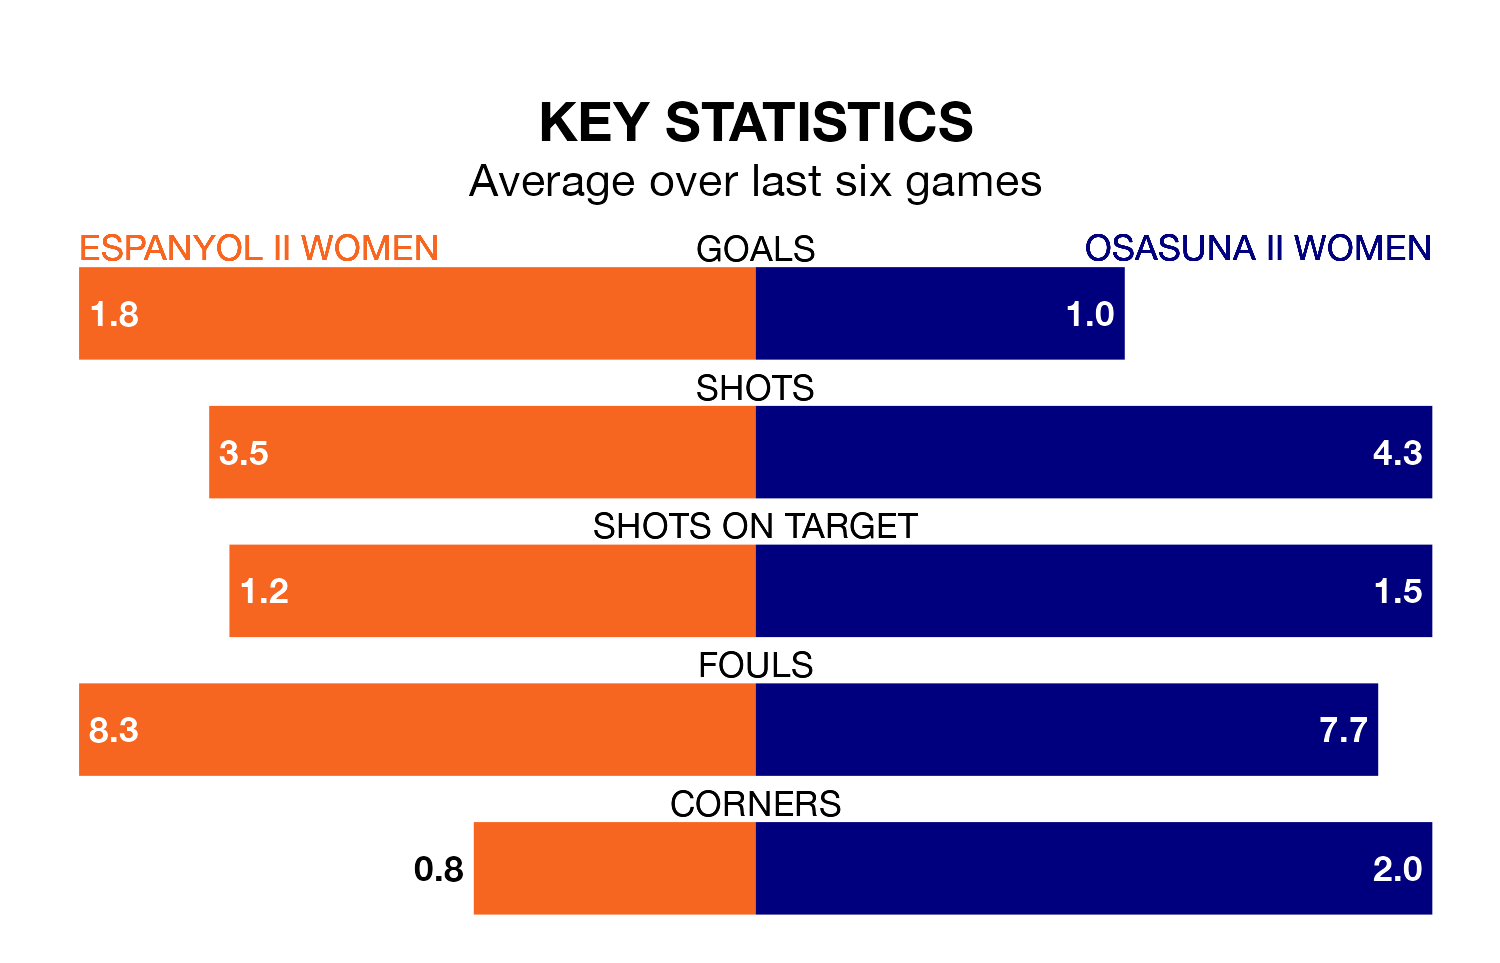 KEY STATISTICS
Average over last six games
ESPANYOL II WOMEN GOALS OSASUNA II WOMEN
1.8 1.0
SHOTS
3.5 4.3
SHOTS ON TARGET
1.2 1.5
FOULS
8.3 7.7
CORNERS
0.8 2.0